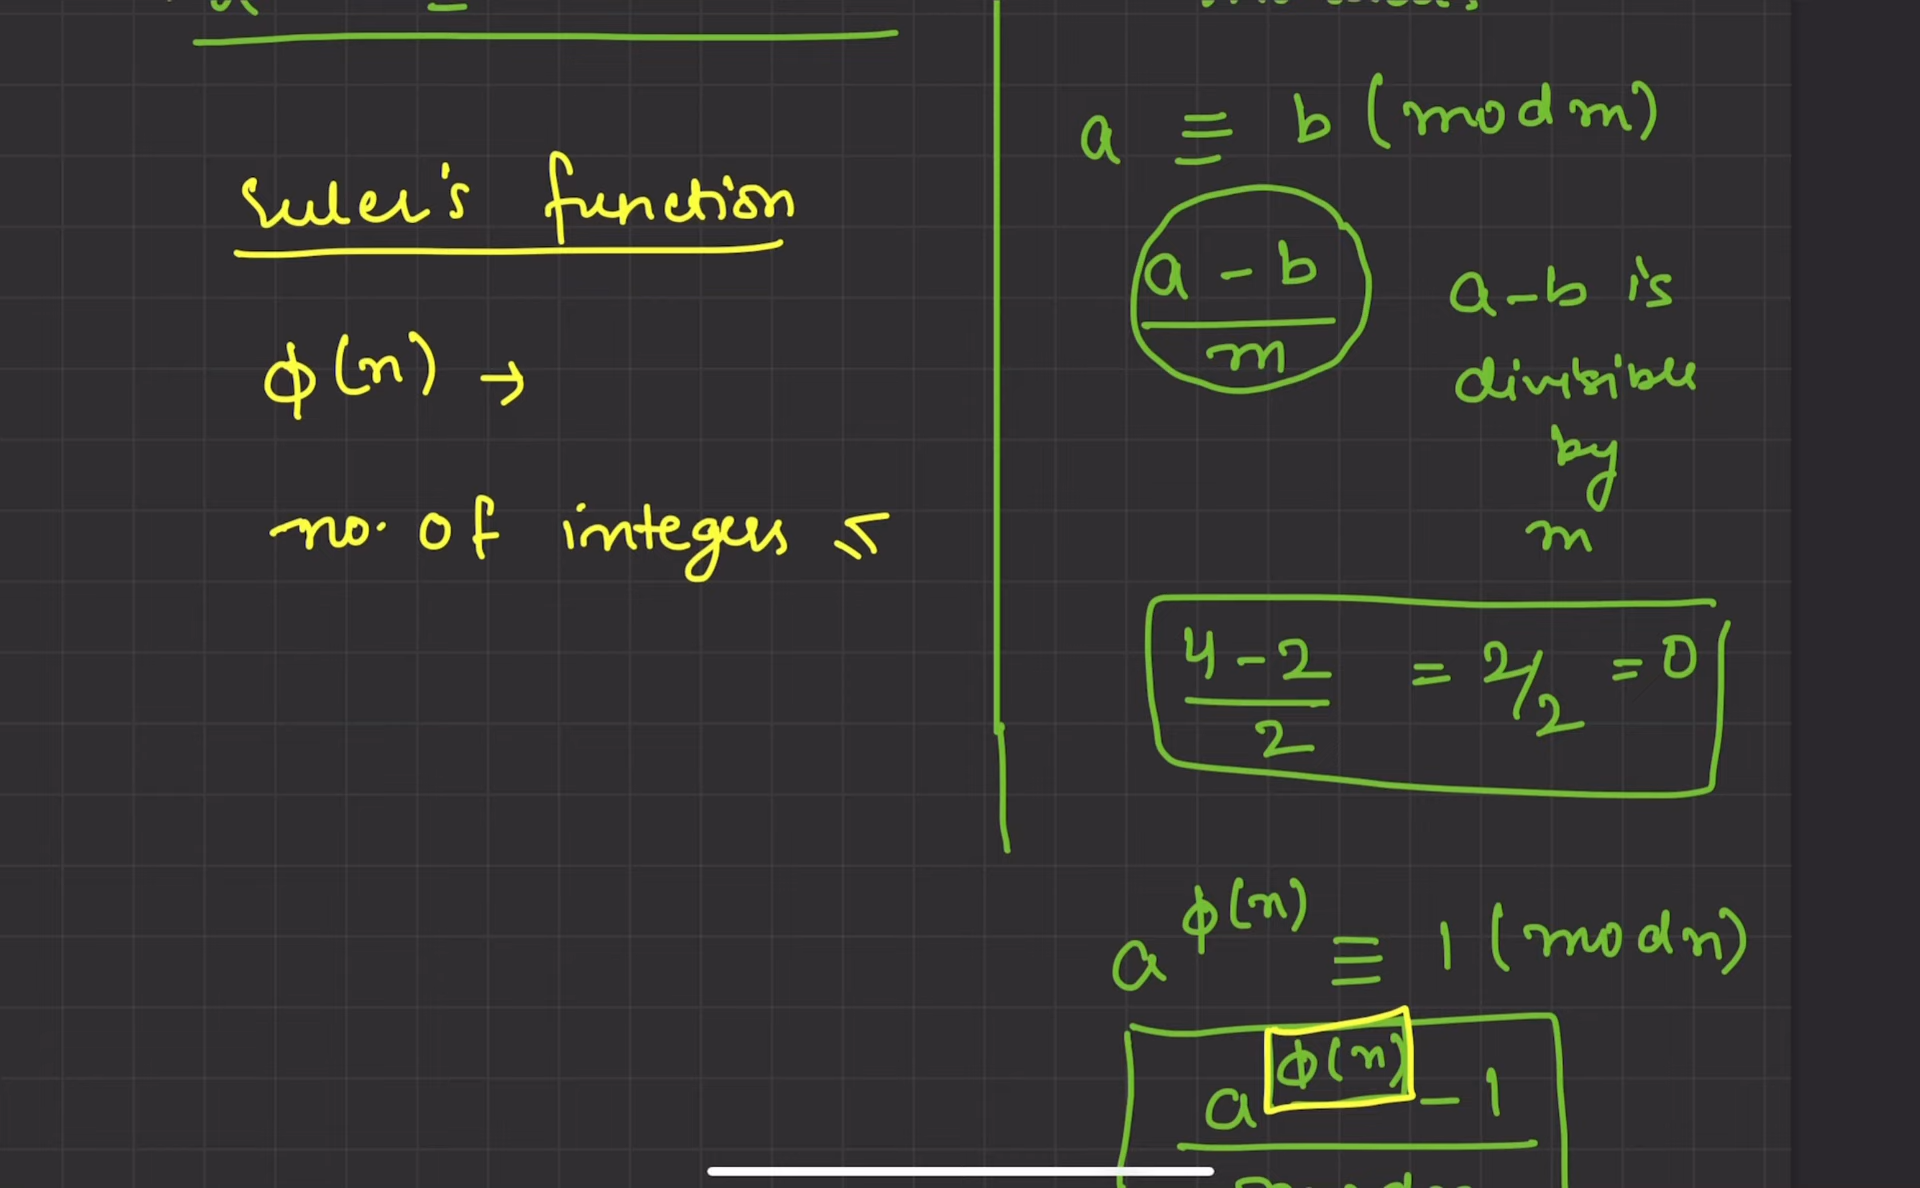 Euler's function
φ(n) →
no. of integers ≤
a ≡ b (mod m)
a - b
m
a-b is
divisible
by
m
4-2
2
= 2/2 = 0
a^φ(n) ≡ 1 (mod n)
a^φ(n) - 1